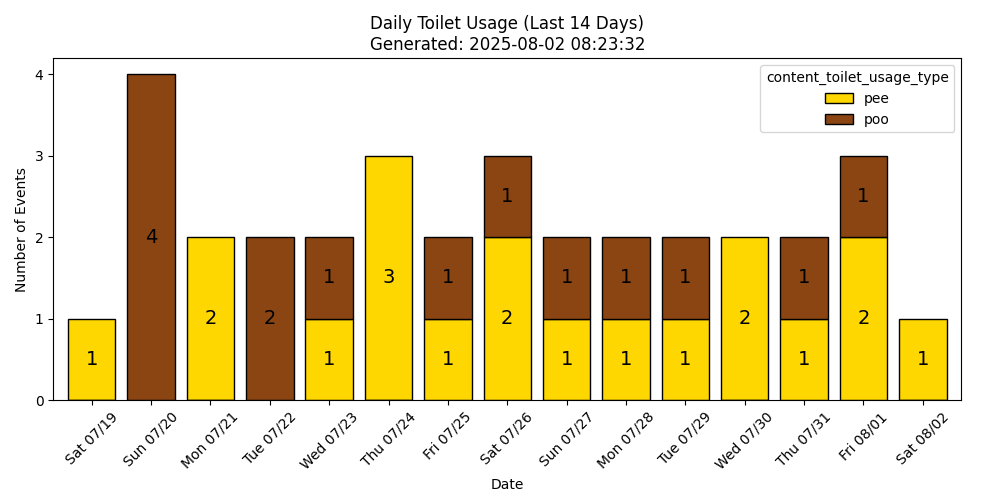 Daily Toilet Usage (Last 14 Days)
Generated: 2025-08-02 08:23:32
content_toilet_usage_type
pee
poo
Number of Events
4
3
2
1
0
1
4
2
2
1
1
3
1
1
2
1
1
1
1
1
1
1
2
1
1
2
1
1
Sat 07/19
Sun 07/20
Mon 07/21
Tue 07/22
Wed 07/23
Thu 07/24
Fri 07/25
Sat 07/26
Sun 07/27
Mon 07/28
Tue 07/29
Wed 07/30
Thu 07/31
Fri 08/01
Sat 08/02
Date